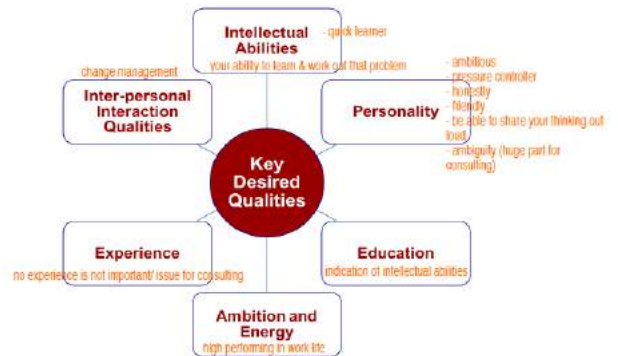 Intellectual
Abilities
- quick learner
your ability to learn & work out that problem
change management
Inter-personal
Interaction
Qualities
Personality
- ambitious
- pressure controller
- honestly
- friendly
- be able to share your thinking out
loud
- ambiguity (huge part for
consulting)
Key
Desired
Qualities
Experience
no experience is not important/ issue for consulting
Education
indication of intellectual abilities
Ambition and
Energy
high performing in work life